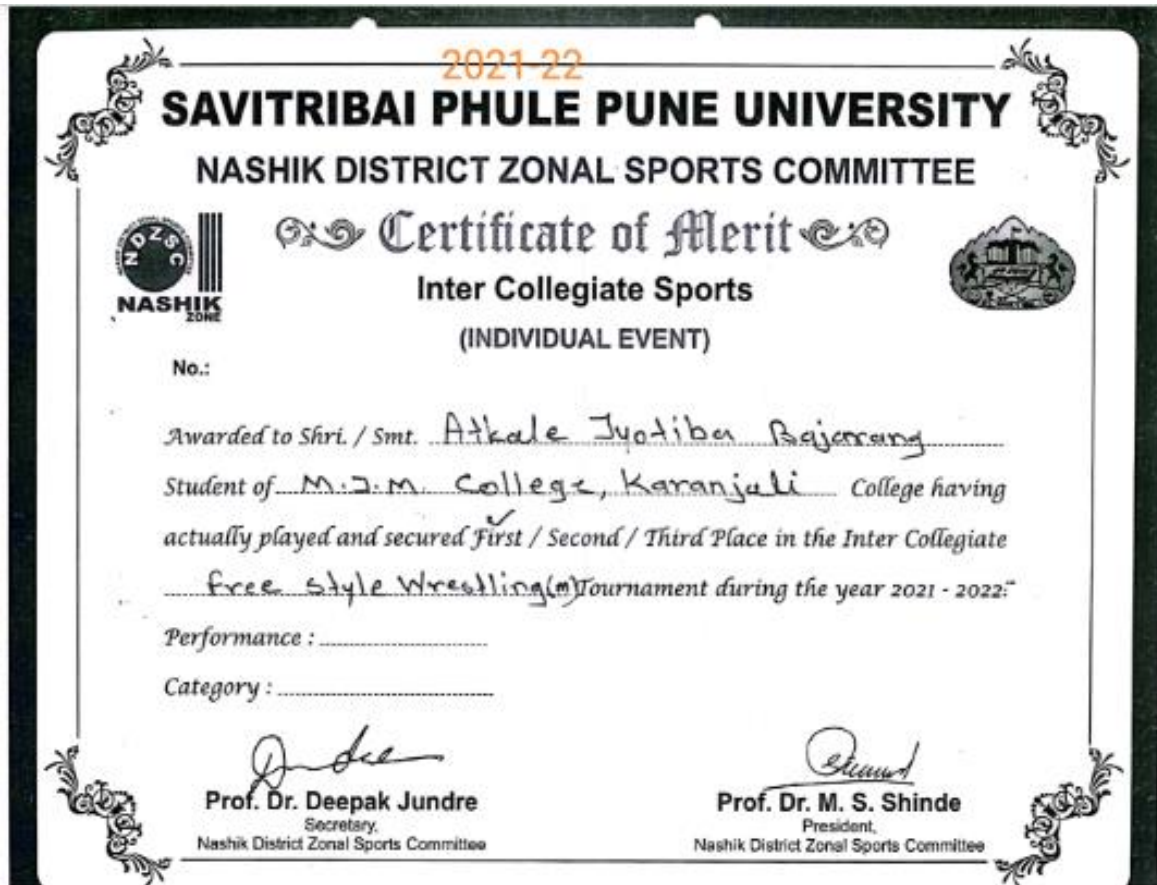 2021-22
SAVITRIBAI PHULE PUNE UNIVERSITY
NASHIK DISTRICT ZONAL SPORTS COMMITTEE
NDZSC
NASHIK
ZONE
Certificate of Merit
Inter Collegiate Sports
(INDIVIDUAL EVENT)
No.:
Awarded to Shri. / Smt. Atkale Jyotiba Bajarang
Student of M.J.M. College, Karanjali College having
actually played and secured First / Second / Third Place in the Inter Collegiate
free style Wrestling(m) Tournament during the year 2021 - 2022."
Performance :
Category :
Prof. Dr. Deepak Jundre
Secretary,
Nashik District Zonal Sports Committee
Prof. Dr. M. S. Shinde
President,
Nashik District Zonal Sports Committee